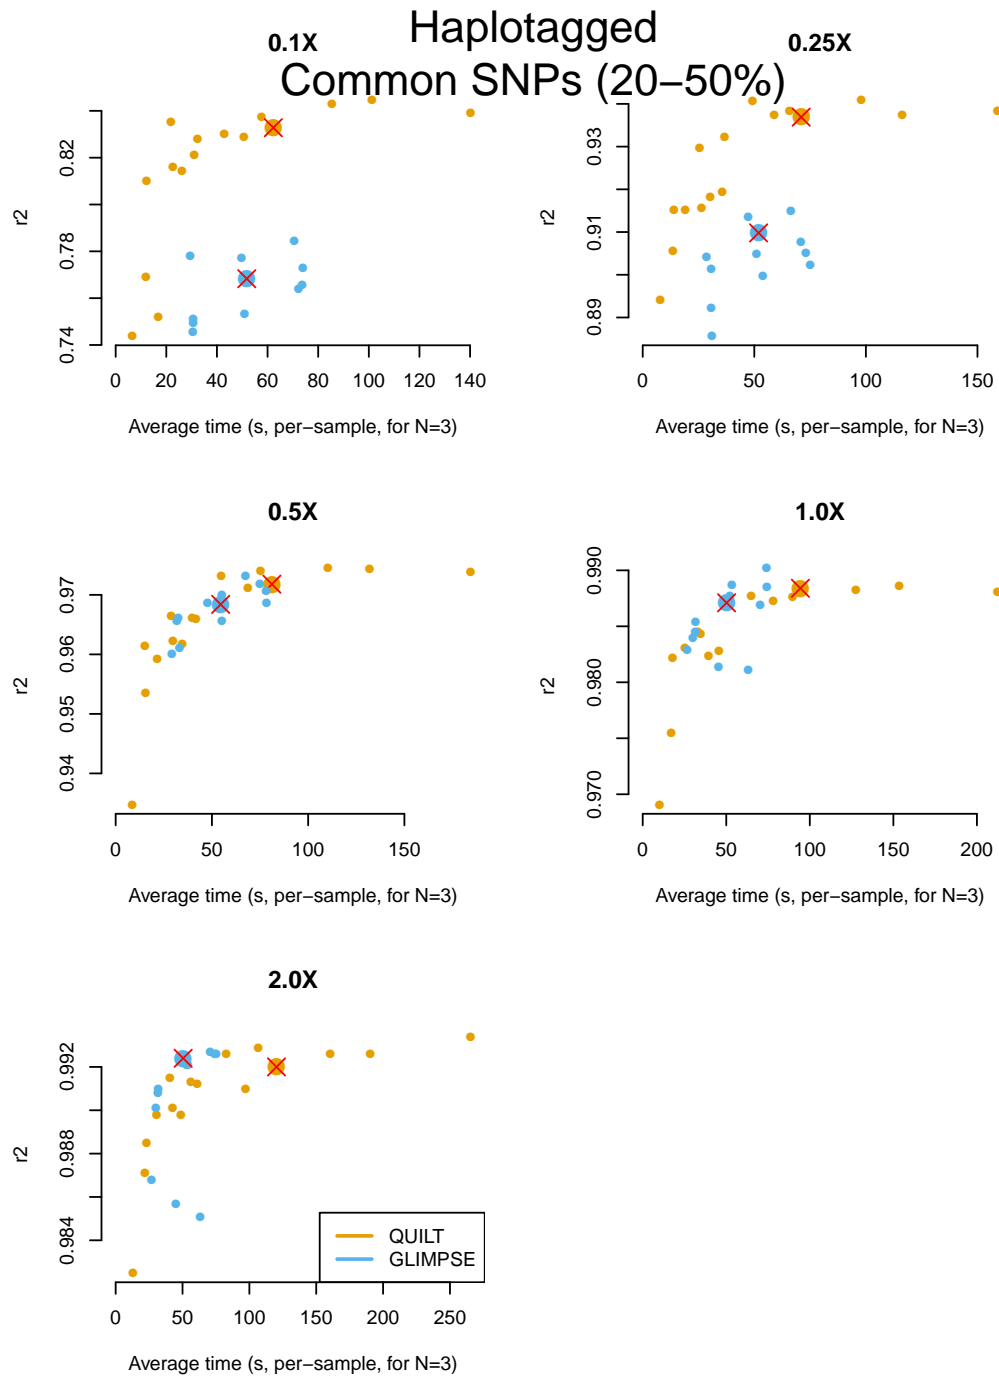 Haplotagged
Common SNPs (20−50%)
0.1X
r2
0.74
0.78
0.82
0 20 40 60 80 100 120 140
Average time (s, per−sample, for N=3)
0.25X
r2
0.89
0.91
0.93
0 50 100 150
Average time (s, per−sample, for N=3)
0.5X
r2
0.94
0.95
0.96
0.97
0 50 100 150
Average time (s, per−sample, for N=3)
1.0X
r2
0.970
0.980
0.990
0 50 100 150 200
Average time (s, per−sample, for N=3)
2.0X
r2
0.984
0.988
0.992
0 50 100 150 200 250
Average time (s, per−sample, for N=3)
QUILT
GLIMPSE